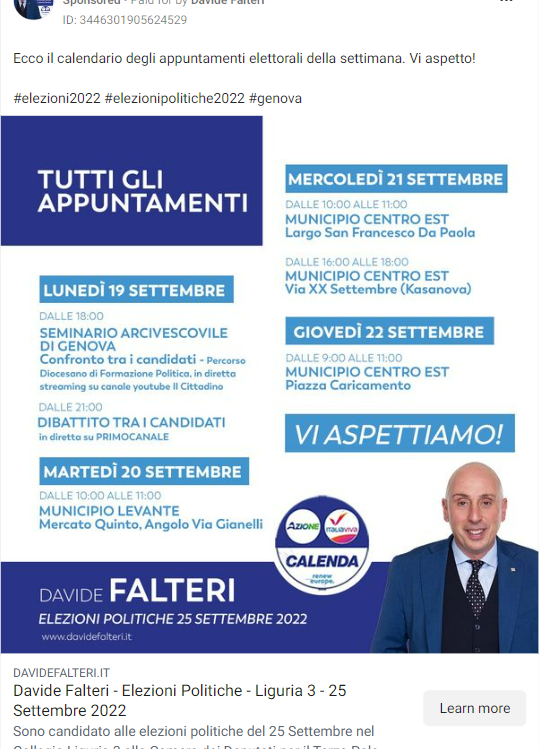 Sponsored • Paid for by Davide Falteri
ID: 3446301905624529
Ecco il calendario degli appuntamenti elettorali della settimana. Vi aspetto!
#elezioni2022 #elezionipolitiche2022 #genova
TUTTI GLI
APPUNTAMENTI
LUNEDÌ 19 SETTEMBRE
DALLE 18:00
SEMINARIO ARCIVESCOVILE
DI GENOVA
Confronto tra i candidati - Percorso
Diocesano di Formazione Politica, in diretta
streaming su canale youtube Il Cittadino
DALLE 21:00
DIBATTITO TRA I CANDIDATI
in diretta su PRIMOCANALE
MARTEDÌ 20 SETTEMBRE
DALLE 10:00 ALLE 11:00
MUNICIPIO LEVANTE
Mercato Quinto, Angolo Via Gianelli
MERCOLEDÌ 21 SETTEMBRE
DALLE 10:00 ALLE 11:00
MUNICIPIO CENTRO EST
Largo San Francesco Da Paola
DALLE 16:00 ALLE 18:00
MUNICIPIO CENTRO EST
Via XX Settembre (Kasanova)
GIOVEDÌ 22 SETTEMBRE
DALLE 9:00 ALLE 11:00
MUNICIPIO CENTRO EST
Piazza Caricamento
VI ASPETTIAMO!
AZIONE
ITALIAVIVA
CALENDA
renew
europe.
DAVIDE FALTERI
ELEZIONI POLITICHE 25 SETTEMBRE 2022
www.davidefalteri.it
DAVIDEFALTERI.IT
Davide Falteri - Elezioni Politiche - Liguria 3 - 25
Settembre 2022
Learn more
Sono candidato alle elezioni politiche del 25 Settembre nel